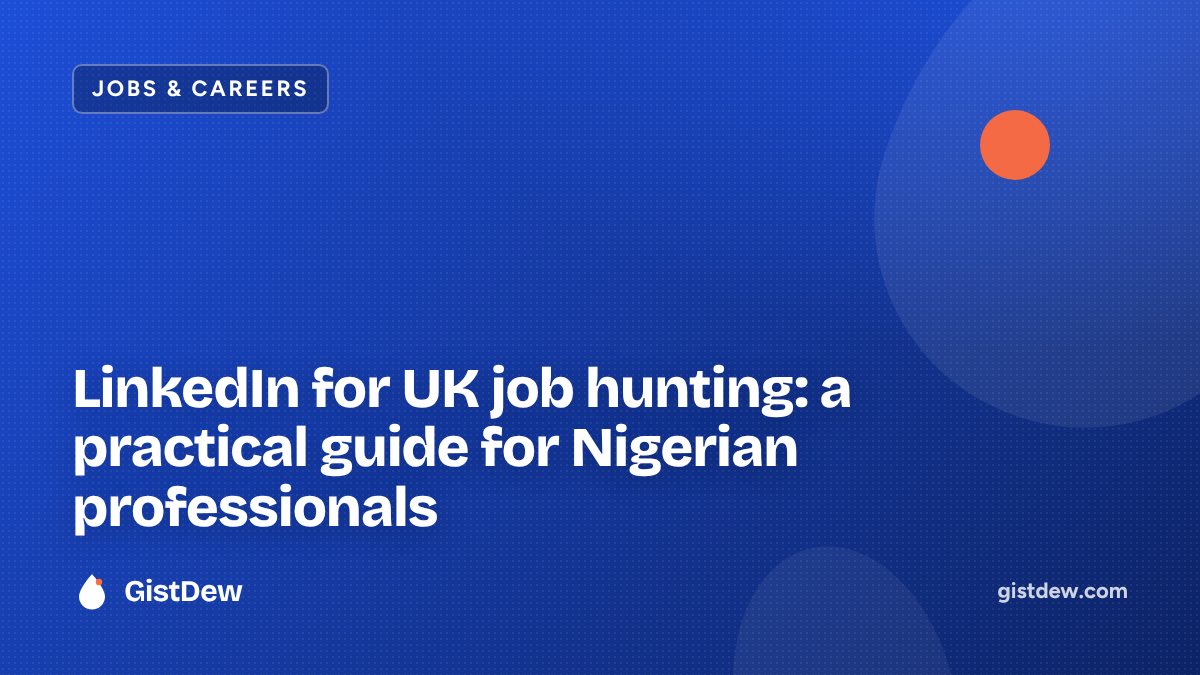 JOBS & CAREERS
LinkedIn for UK job hunting: a
practical guide for Nigerian
professionals
GistDew
gistdew.com